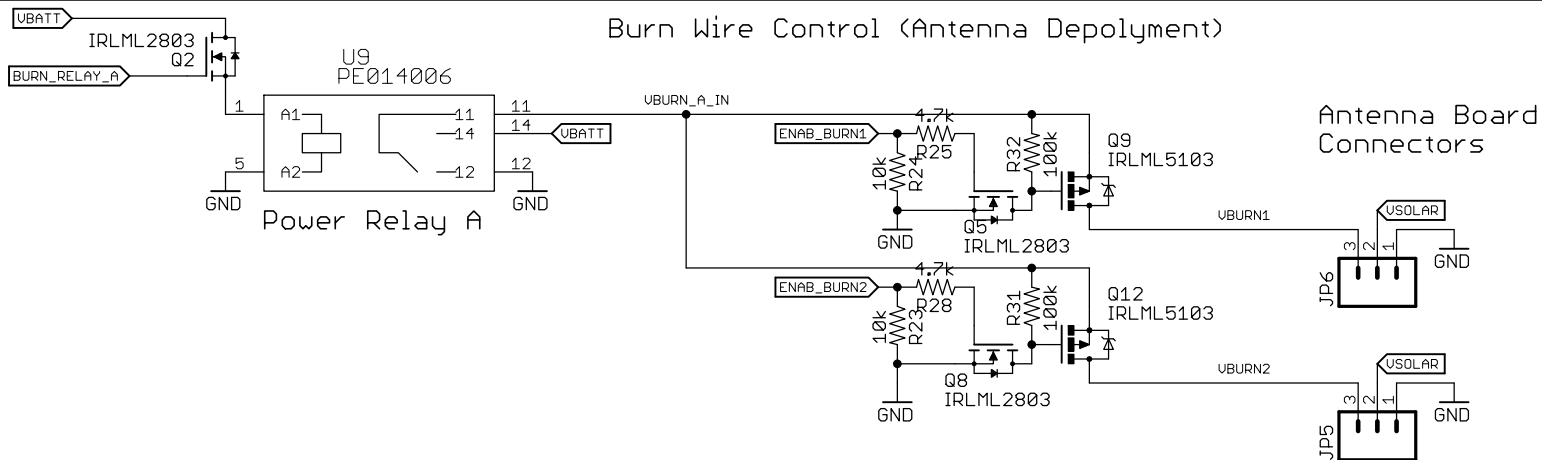 Burn Wire Control (Antenna Depolyment)
VBATT
IRLML2803
Q2
BURN_RELAY_A
U9
PE014006
1
A1
5
A2
GND
11
14
12
11
14
12
VBATT
GND
Power Relay A
VBURN_A_IN
ENAB_BURN1
4.7k
R25
10k
R24
GND
Q5
IRLML2803
R32
100k
Q9
IRLML5103
VBURN1
Antenna Board
Connectors
VSOLAR
3
2
1
GND
JP6
ENAB_BURN2
4.7k
R28
10k
R23
GND
Q8
IRLML2803
R31
100k
Q12
IRLML5103
VBURN2
VSOLAR
3
2
1
GND
JP5